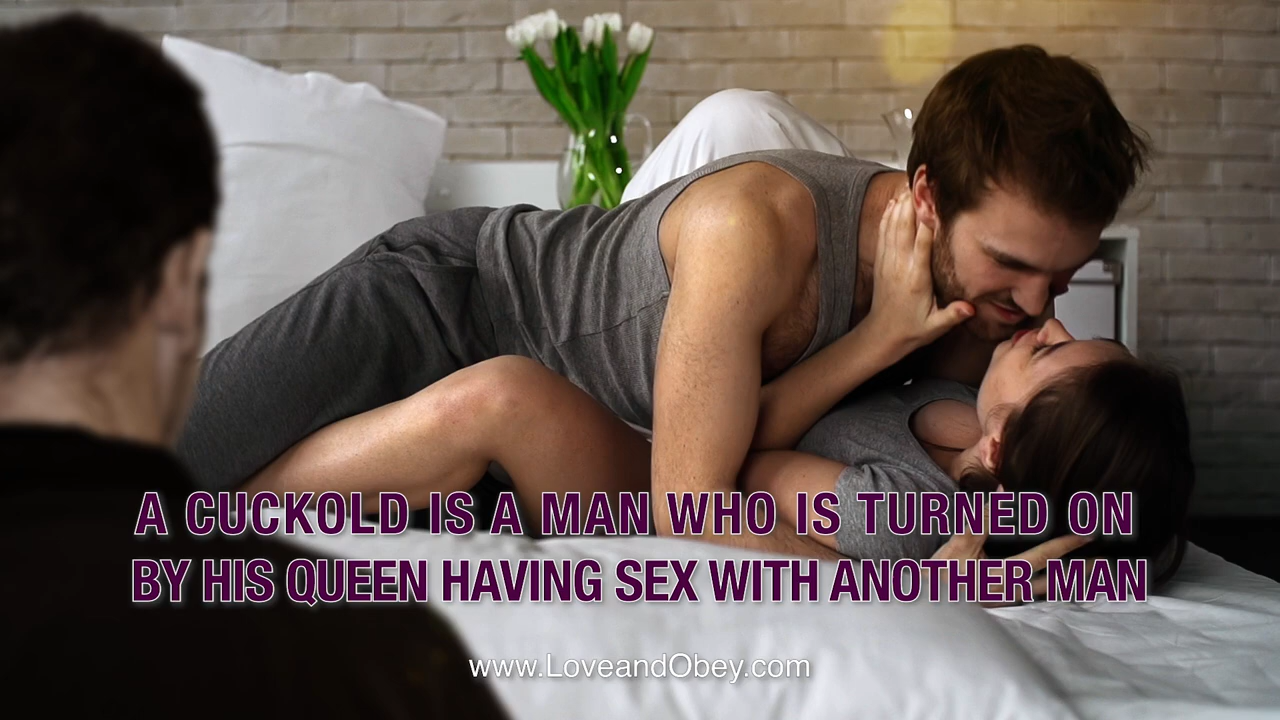 A CUCKOLD IS A MAN WHO IS TURNED ON
BY HIS QUEEN HAVING SEX WITH ANOTHER MAN
www.LoveandObey.com